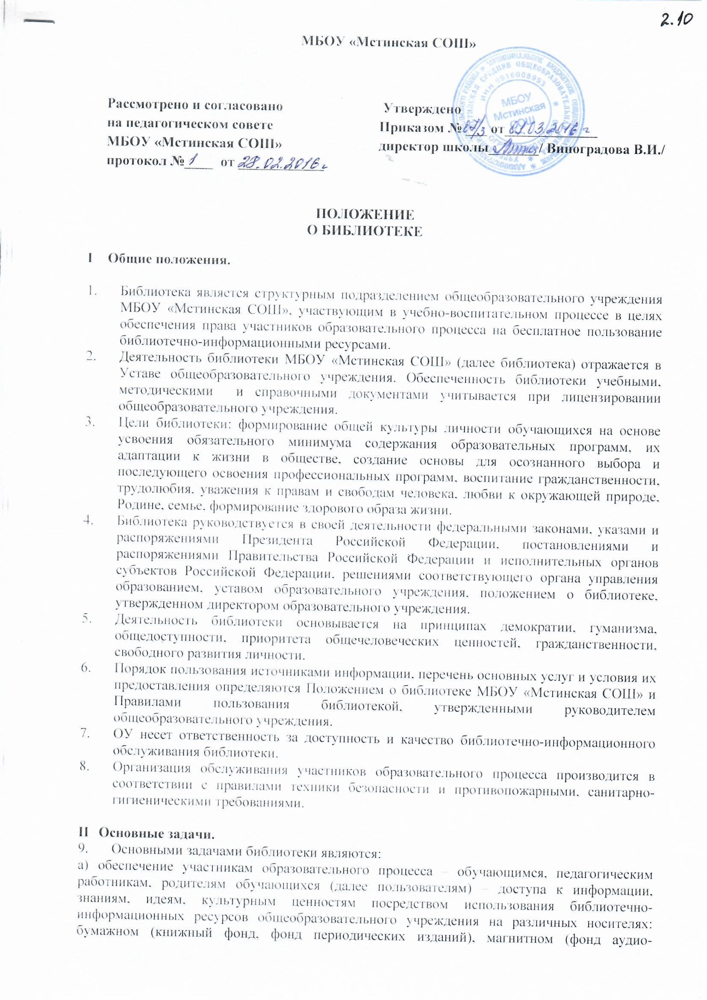 2.10
МБОУ «Мстинская СОШ»
Рассмотрено и согласовано
на педагогическом совете
МБОУ «Мстинская СОШ»
протокол № 1 от 28.02.2016г
Утверждено
Приказом № от 01.03.2016 г
директор школы / Виноградова В.И./
МБОУ
Мстинская
СОШ
ИНН 6916008993
ПОЛОЖЕНИЕ
О БИБЛИОТЕКЕ
I Общие положения.
1. Библиотека является структурным подразделением общеобразовательного учреждения
МБОУ «Мстинская СОШ», участвующим в учебно-воспитательном процессе в целях
обеспечения права участников образовательного процесса на бесплатное пользование
библиотечно-информационными ресурсами.
2. Деятельность библиотеки МБОУ «Мстинская СОШ» (далее библиотека) отражается в
Уставе общеобразовательного учреждения. Обеспеченность библиотеки учебными,
методическими и справочными документами учитывается при лицензировании
общеобразовательного учреждения.
3. Цели библиотеки: формирование общей культуры личности обучающихся на основе
усвоения обязательного минимума содержания образовательных программ, их
адаптации к жизни в обществе, создание основы для осознанного выбора и
последующего освоения профессиональных программ, воспитание гражданственности,
трудолюбия, уважения к правам и свободам человека, любви к окружающей природе,
Родине, семье, формирование здорового образа жизни.
4. Библиотека руководствуется в своей деятельности федеральными законами, указами и
распоряжениями Президента Российской Федерации, постановлениями и
распоряжениями Правительства Российской Федерации и исполнительных органов
субъектов Российской Федерации, решениями соответствующего органа управления
образованием, уставом образовательного учреждения, положением о библиотеке,
утвержденном директором образовательного учреждения.
5. Деятельность библиотеки основывается на принципах демократии, гуманизма,
общедоступности, приоритета общечеловеческих ценностей, гражданственности,
свободного развития личности.
6. Порядок пользования источниками информации, перечень основных услуг и условия их
предоставления определяются Положением о библиотеке МБОУ «Мстинская СОШ» и
Правилами пользования библиотекой, утвержденными руководителем
общеобразовательного учреждения.
7. ОУ несет ответственность за доступность и качество библиотечно-информационного
обслуживания библиотеки.
8. Организация обслуживания участников образовательного процесса производится в
соответствии с правилами техники безопасности и противопожарными, санитарно-
гигиеническими требованиями.
II Основные задачи.
9. Основными задачами библиотеки являются:
а) обеспечение участникам образовательного процесса – обучающимся, педагогическим
работникам, родителям обучающихся (далее пользователям) – доступа к информации,
знаниям, идеям, культурным ценностям посредством использования библиотечно-
информационных ресурсов общеобразовательного учреждения на различных носителях:
бумажном (книжный фонд, фонд периодических изданий), магнитном (фонд аудио-